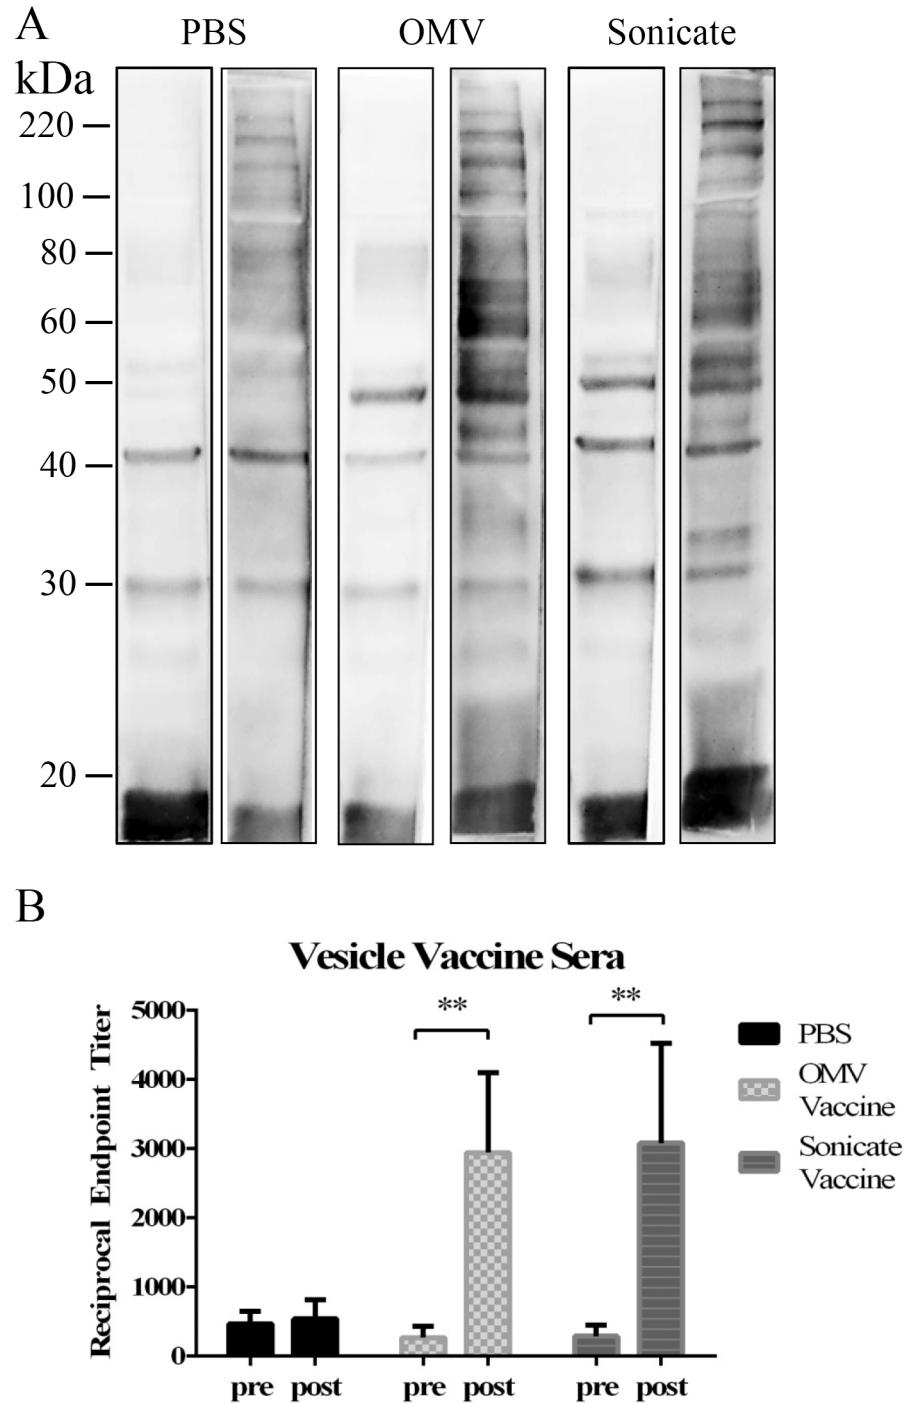 A
PBS OMV Sonicate
kDa
220
100
80
60
50
40
30
20
B
Vesicle Vaccine Sera
Reciprocal Endpoint Titer
5000
4000
3000
2000
1000
0
** **
pre post pre post pre post
PBS
OMV
Vaccine
Sonicate
Vaccine